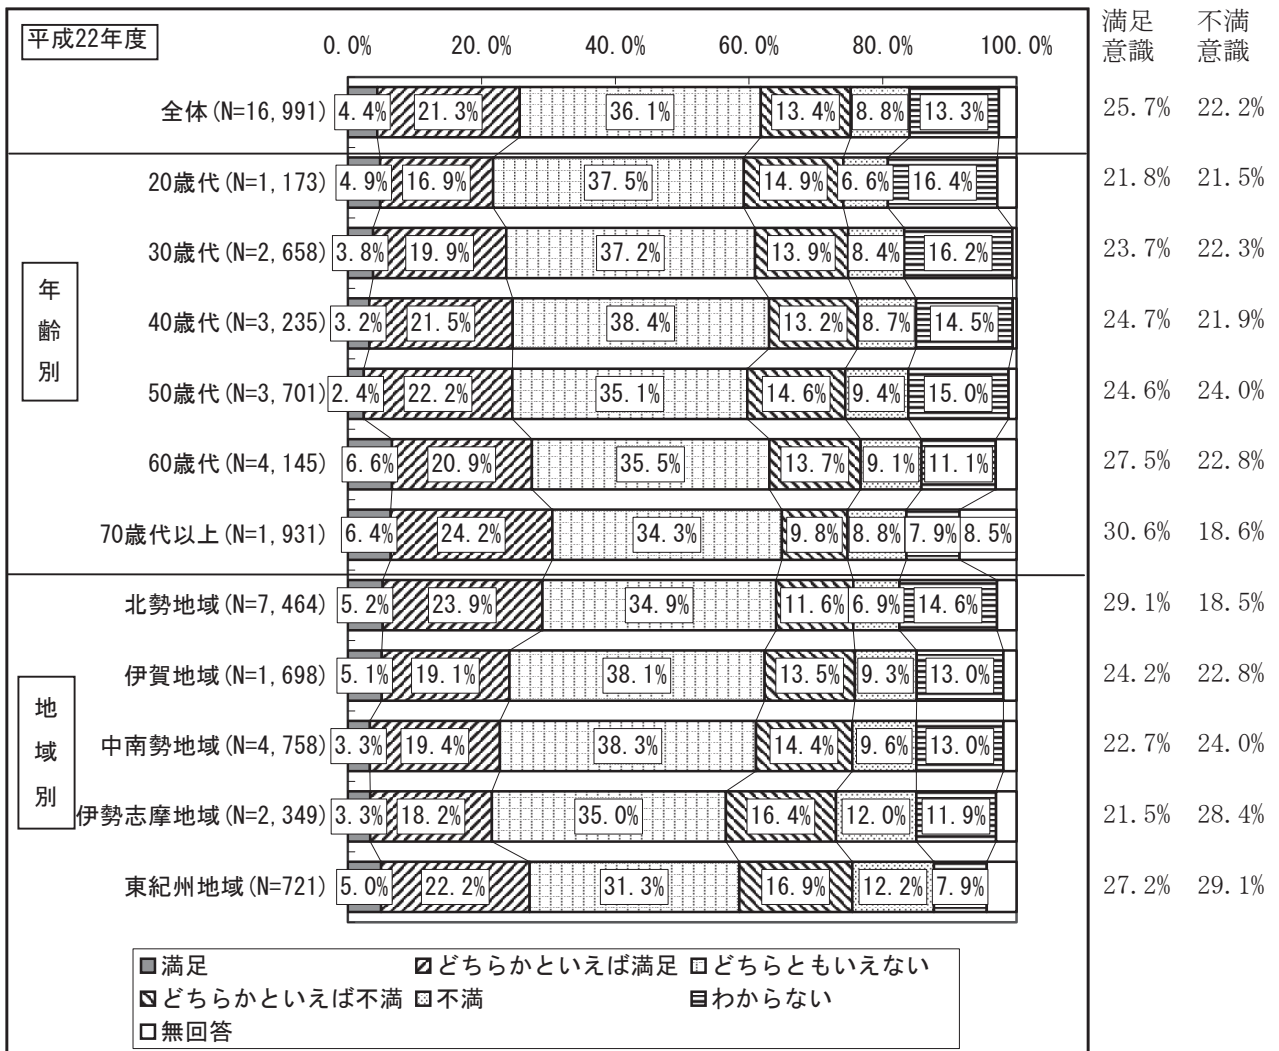 平成22年度
0.0% 20.0% 40.0% 60.0% 80.0% 100.0%
満足意識 不満意識
全体(N=16,991) 4.4% 21.3% 36.1% 13.4% 8.8% 13.3% 25.7% 22.2%
年齢別
20歳代(N=1,173) 4.9% 16.9% 37.5% 14.9% 6.6% 16.4% 21.8% 21.5%
30歳代(N=2,658) 3.8% 19.9% 37.2% 13.9% 8.4% 16.2% 23.7% 22.3%
40歳代(N=3,235) 3.2% 21.5% 38.4% 13.2% 8.7% 14.5% 24.7% 21.9%
50歳代(N=3,701) 2.4% 22.2% 35.1% 14.6% 9.4% 15.0% 24.6% 24.0%
60歳代(N=4,145) 6.6% 20.9% 35.5% 13.7% 9.1% 11.1% 27.5% 22.8%
70歳代以上(N=1,931) 6.4% 24.2% 34.3% 9.8% 8.8% 7.9% 8.5% 30.6% 18.6%
地域別
北勢地域(N=7,464) 5.2% 23.9% 34.9% 11.6% 6.9% 14.6% 29.1% 18.5%
伊賀地域(N=1,698) 5.1% 19.1% 38.1% 13.5% 9.3% 13.0% 24.2% 22.8%
中南勢地域(N=4,758) 3.3% 19.4% 38.3% 14.4% 9.6% 13.0% 22.7% 24.0%
伊勢志摩地域(N=2,349) 3.3% 18.2% 35.0% 16.4% 12.0% 11.9% 21.5% 28.4%
東紀州地域(N=721) 5.0% 22.2% 31.3% 16.9% 12.2% 7.9% 27.2% 29.1%
満足 どちらかといえば満足 どちらともいえない
どちらかといえば不満 不満 わからない
無回答